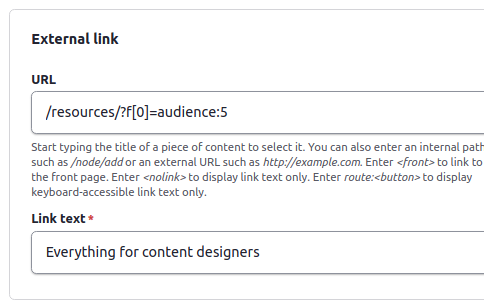 External link
URL
/resources/?f[0]=audience:5
Start typing the title of a piece of content to select it. You can also enter an internal path
such as /node/add or an external URL such as http://example.com. Enter <front> to link to
the front page. Enter <nolink> to display link text only. Enter route:<button> to display
keyboard-accessible link text only.
Link text *
Everything for content designers